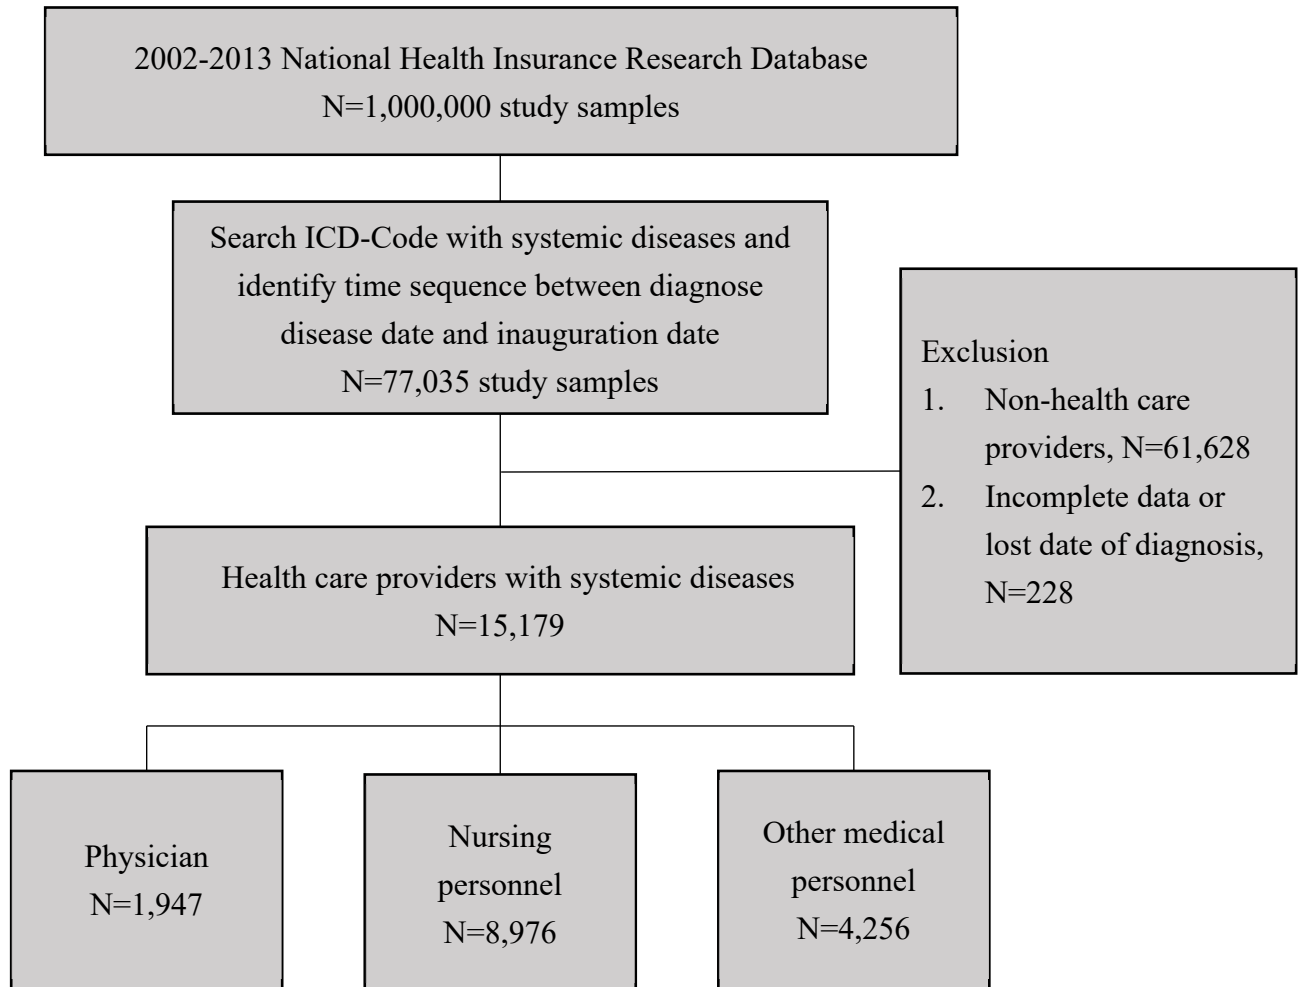 2002-2013 National Health Insurance Research Database
N=1,000,000 study samples
Search ICD-Code with systemic diseases and
identify time sequence between diagnose
disease date and inauguration date
N=77,035 study samples
Exclusion
1. Non-health care
providers, N=61,628
2. Incomplete data or
lost date of diagnosis,
N=228
Health care providers with systemic diseases
N=15,179
Physician
N=1,947
Nursing
personnel
N=8,976
Other medical
personnel
N=4,256